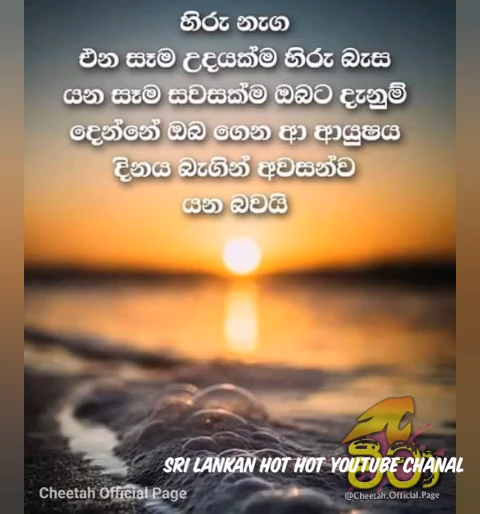 හිරු නැග
එන සෑම උදයක්ම හිරු බැස
යන සෑම සවසක්ම ඔබට දැනුම්
දෙන්නේ ඔබ ගෙන ආ ආයුෂය
දිනය බැගින් අවසන්ව
යන බවයි
SRI LANKAN HOT HOT YOUTUBE CHANAL
Cheetah Official Page
@Cheetah.Official.Page